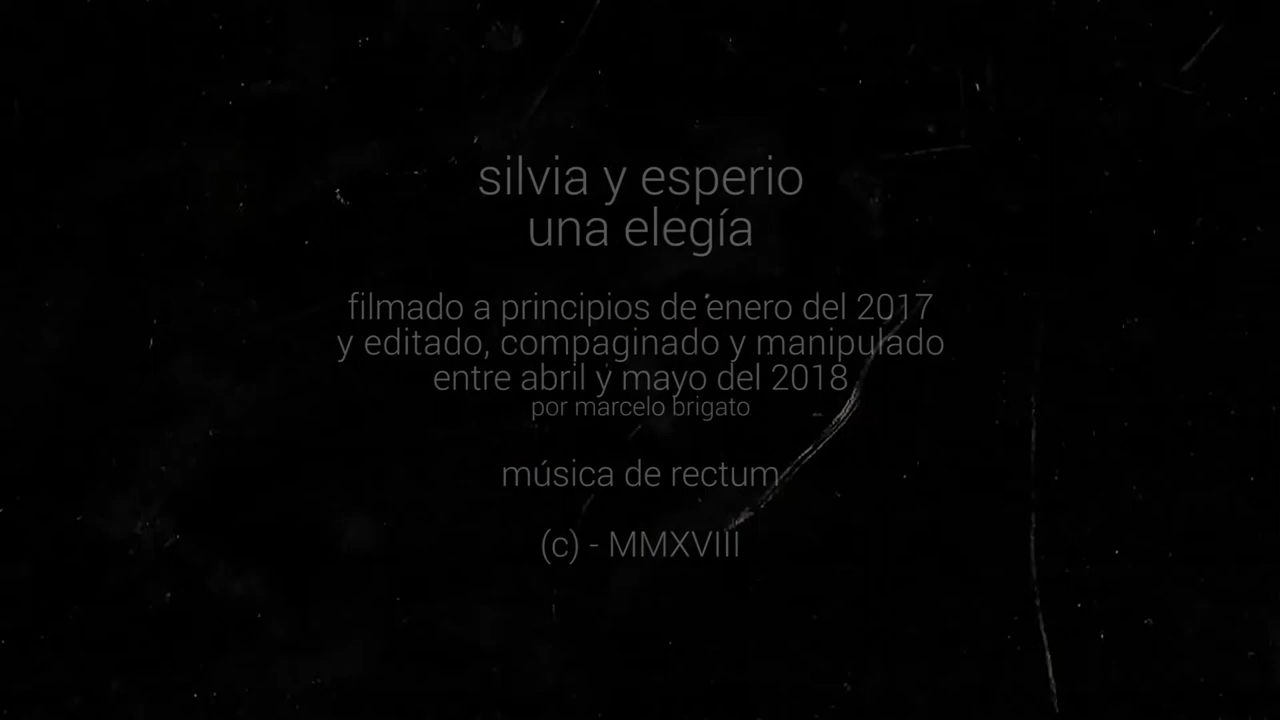 silvia y esperio
una elegía
filmado a principios de enero del 2017
y editado, compaginado y manipulado
entre abril y mayo del 2018
por marcelo brigato
música de rectum
(c) - MMXVIII